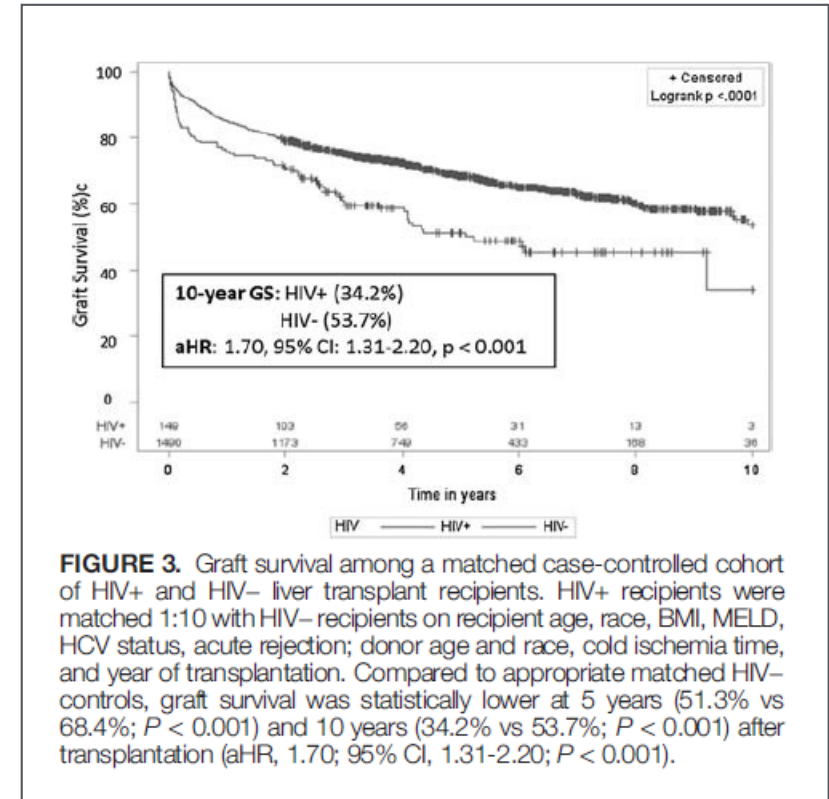 100
80
60
40
20
0
Graft Survival (%)c
+ Censored
Logrank p <.0001
10-year GS: HIV+ (34.2%)
HIV- (53.7%)
aHR: 1.70, 95% CI: 1.31-2.20, p < 0.001
HIV+ 149 103 56 31 13 3
HIV- 1490 1173 749 433 168 36
0 2 4 6 8 10
Time in years
HIV HIV+ HIV-
FIGURE 3. Graft survival among a matched case-controlled cohort
of HIV+ and HIV– liver transplant recipients. HIV+ recipients were
matched 1:10 with HIV– recipients on recipient age, race, BMI, MELD,
HCV status, acute rejection; donor age and race, cold ischemia time,
and year of transplantation. Compared to appropriate matched HIV–
controls, graft survival was statistically lower at 5 years (51.3% vs
68.4%; P < 0.001) and 10 years (34.2% vs 53.7%; P < 0.001) after
transplantation (aHR, 1.70; 95% CI, 1.31-2.20; P < 0.001).